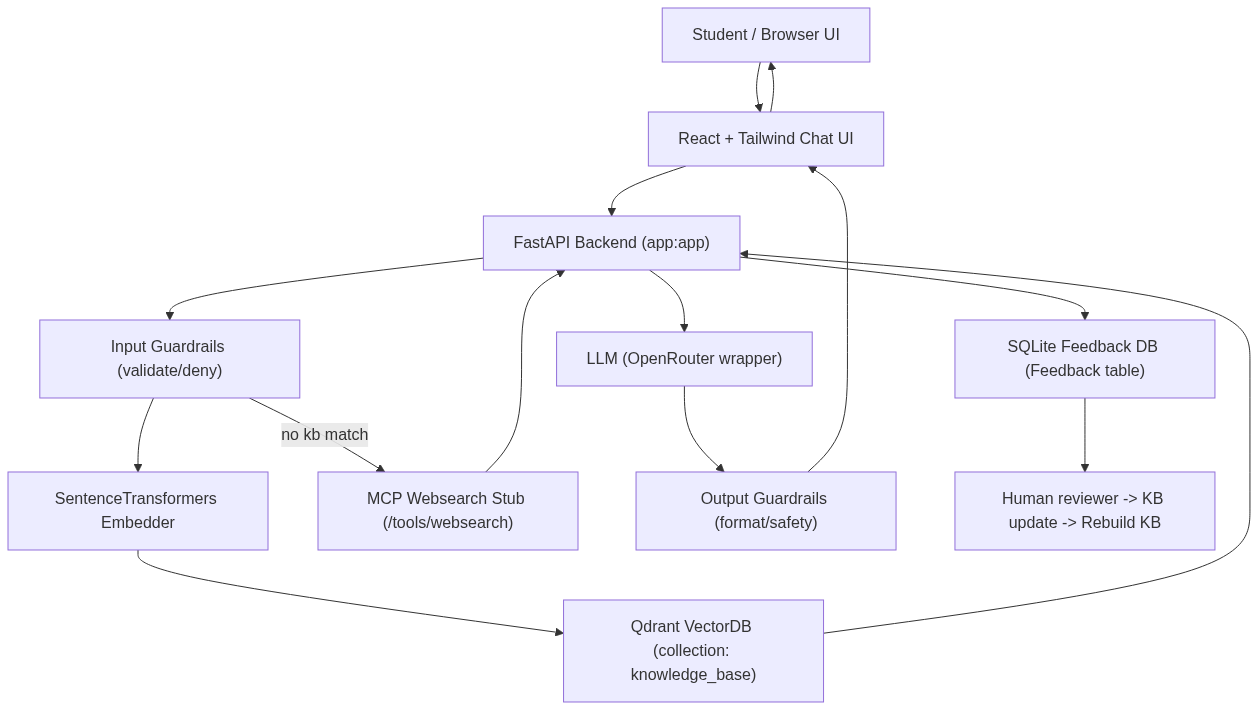 Student / Browser UI
React + Tailwind Chat UI
FastAPI Backend (app:app)
Input Guardrails
(validate/deny)
LLM (OpenRouter wrapper)
SQLite Feedback DB
(Feedback table)
no kb match
SentenceTransformers
Embedder
MCP Websearch Stub
(/tools/websearch)
Output Guardrails
(format/safety)
Human reviewer -> KB
update -> Rebuild KB
Qdrant VectorDB
(collection:
knowledge_base)